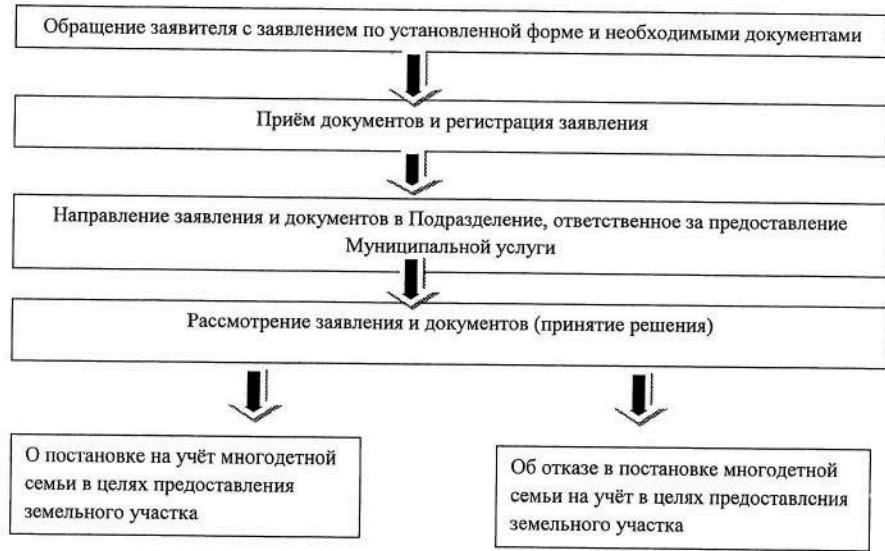 Обращение заявителя с заявлением по установленной форме и необходимыми документами
Приём документов и регистрация заявления
Направление заявления и документов в Подразделение, ответственное за предоставление
Муниципальной услуги
Рассмотрение заявления и документов (принятие решения)
О постановке на учёт многодетной
семьи в целях предоставления
земельного участка
Об отказе в постановке многодетной
семьи на учёт в целях предоставления
земельного участка